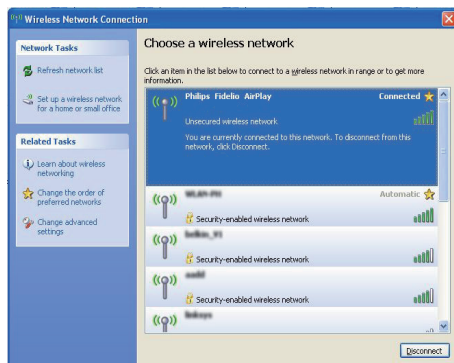 Wireless Network Connection
Network Tasks
Refresh network list
Set up a wireless network
for a home or small office
Related Tasks
Learn about wireless
networking
Change the order of
preferred networks
Change advanced
settings
Choose a wireless network
Click an item in the list below to connect to a wireless network in range or to get more
information.
Philips Fidelio AirPlay Connected
Unsecured wireless network
You are currently connected to this network. To disconnect from this
network, click Disconnect.
Automatic
Security-enabled wireless network
Security-enabled wireless network
Security-enabled wireless network
Disconnect